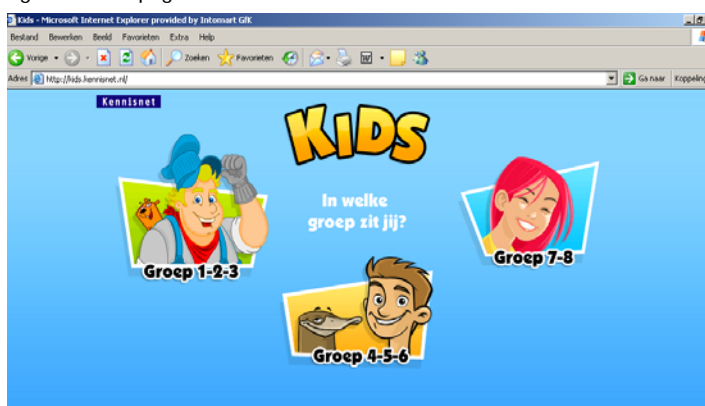 Kids - Microsoft Internet Explorer provided by Intomart GfK
Bestand Bewerken Beeld Favorieten Extra Help
Vorige Zoeken Favorieten
Adres http://kids.kennisnet.nl/ Ga naar Koppeling
Kennisnet
KIDS
In welke
groep zit jij?
Groep 1-2-3
Groep 7-8
Groep 4-5-6